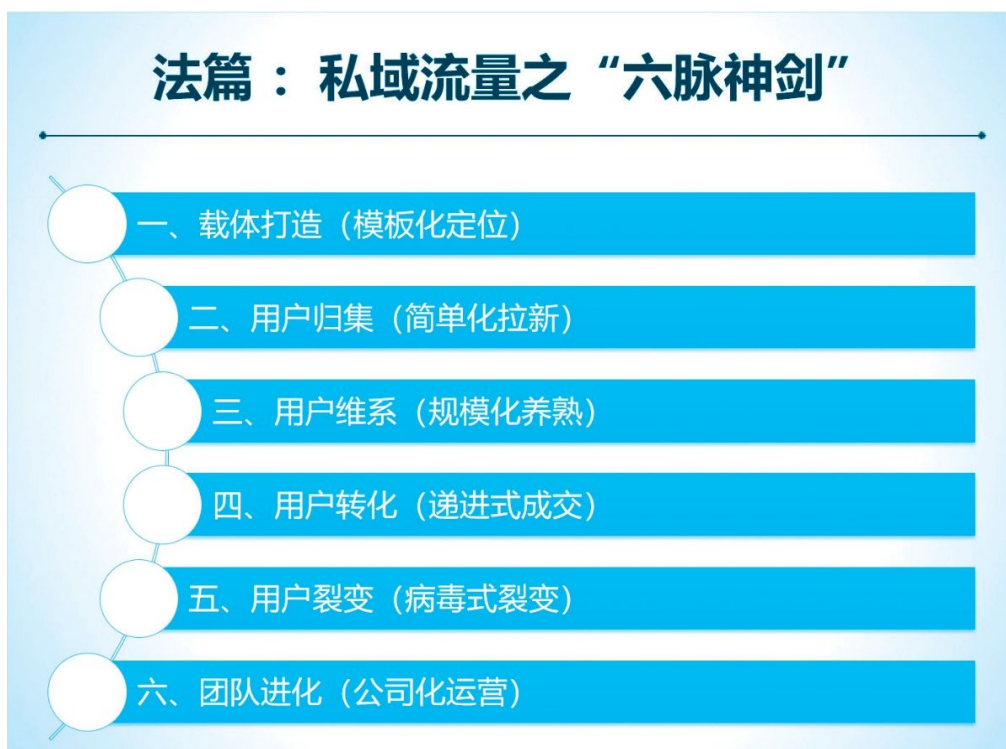 法篇：私域流量之“六脉神剑”
一、载体打造（模板化定位）
二、用户归集（简单化拉新）
三、用户维系（规模化养熟）
四、用户转化（递进式成交）
五、用户裂变（病毒式裂变）
六、团队进化（公司化运营）